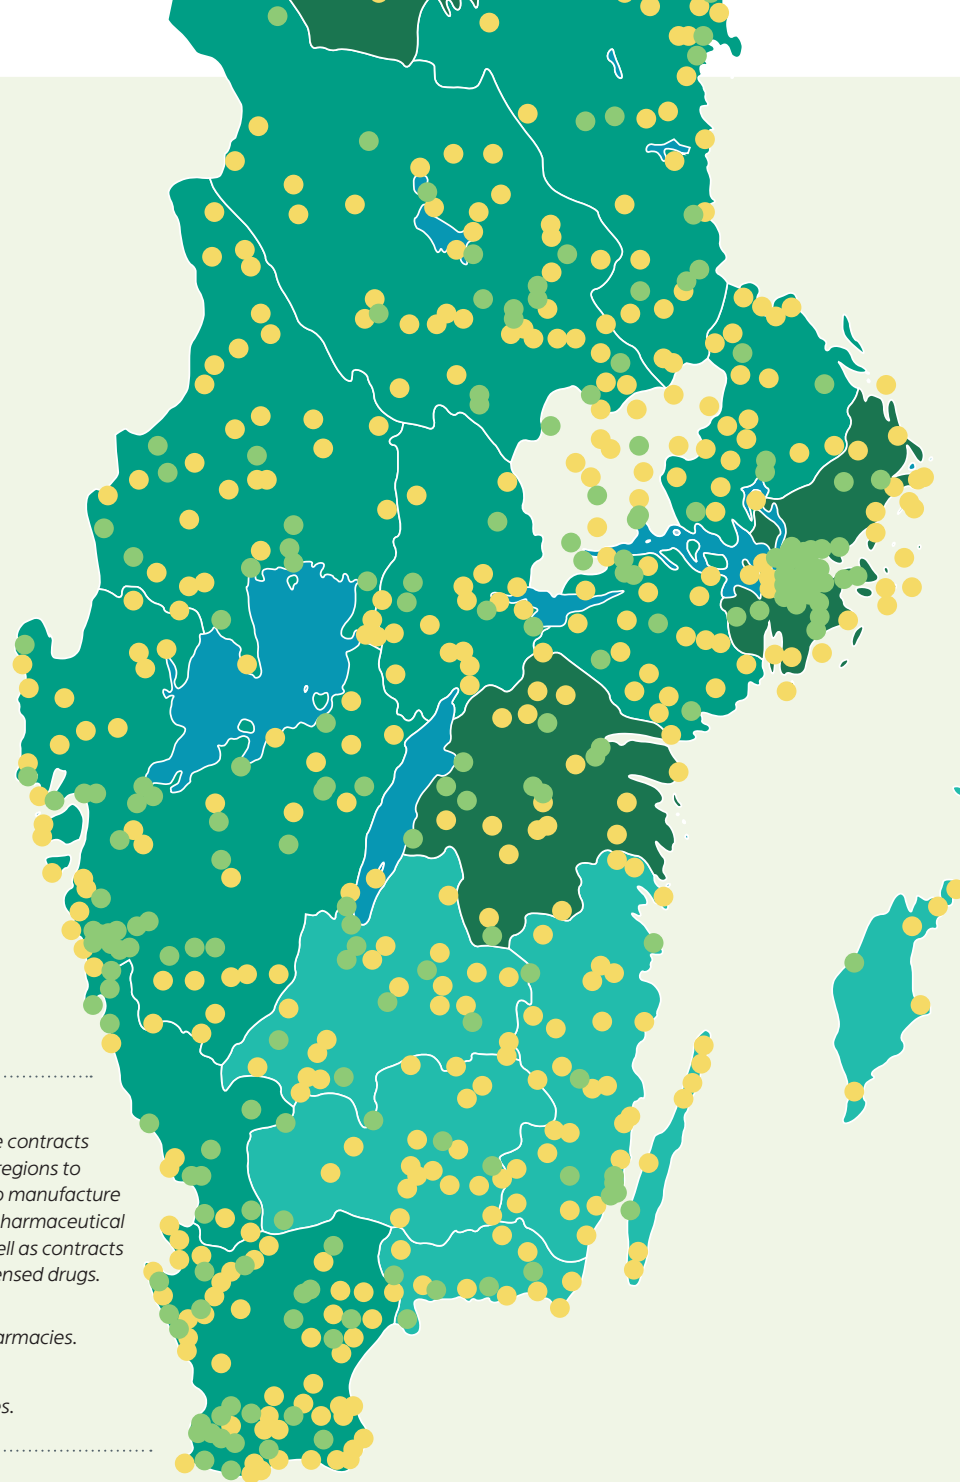 contracts
regions to
manufacture
harmaceutical
ell as contracts
ensed drugs.
armacies.
s.